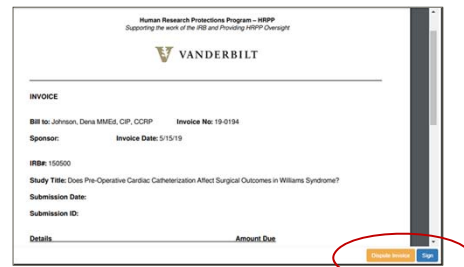 Human Research Protections Program – HRPP
Supporting the work of the IRB and Providing HRPP Oversight
VANDERBILT
INVOICE
Bill to: Johnson, Dena MMEd, CIP, CCRP Invoice No: 19-0194
Sponsor: Invoice Date: 5/15/19
IRB#: 150500
Study Title: Does Pre-Operative Cardiac Catheterization Affect Surgical Outcomes in Williams Syndrome?
Submission Date:
Submission ID:
Details Amount Due
Dispute Invoice Sign